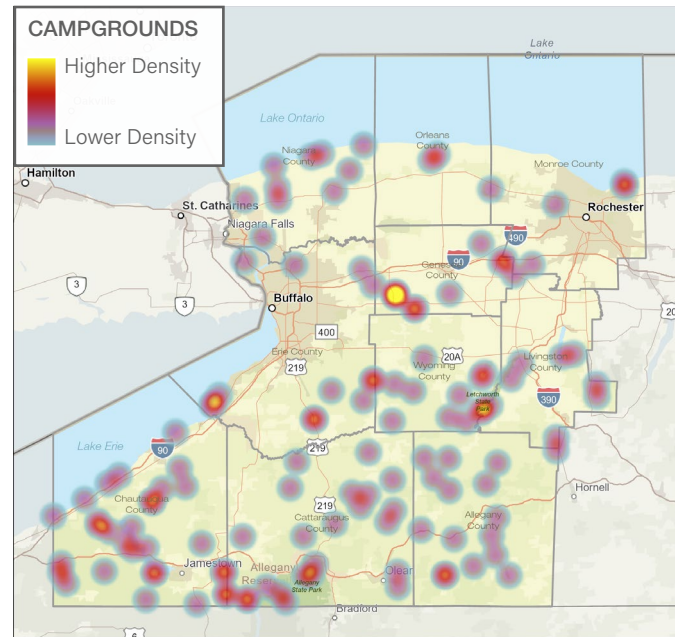 CAMPGROUNDS
Higher Density
Lower Density
Lake
Ontario
Lake Ontario
Orleans
County
Niagara
County
Monroe County
Hamilton
St. Catharines
Rochester
Niagara Falls
490
90
Genesee
County
3
3
Buffalo
20
400
Erie County
20A
Wyoming
County
Livingston
County
219
Letchworth
State
Park
390
Lake Erie
90
219
Hornell
Chautauqua
County
219
Cattaraugus
County
Allegany
County
Jamestown
Allegany
Reser
Allegany
State Park
Olean
Bradford
6